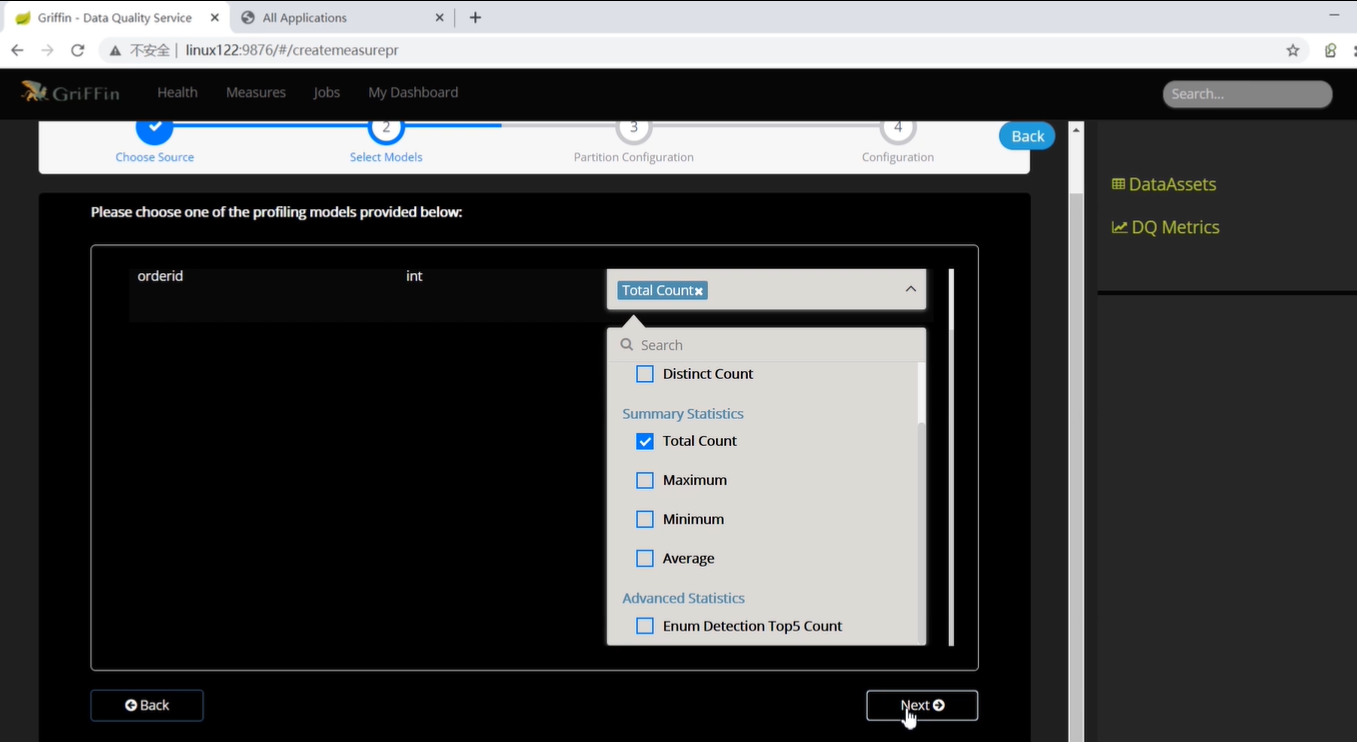 Griffin - Data Quality Service
All Applications
不安全 | linux122:9876/#/createmeasurepr
GriFFin
Health
Measures
Jobs
My Dashboard
Search...
2
3
4
Back
Choose Source
Select Models
Partition Configuration
Configuration
DataAssets
DQ Metrics
Please choose one of the profiling models provided below:
orderid
int
Total Count
Search
Distinct Count
Summary Statistics
Total Count
Maximum
Minimum
Average
Advanced Statistics
Enum Detection Top5 Count
Back
Next